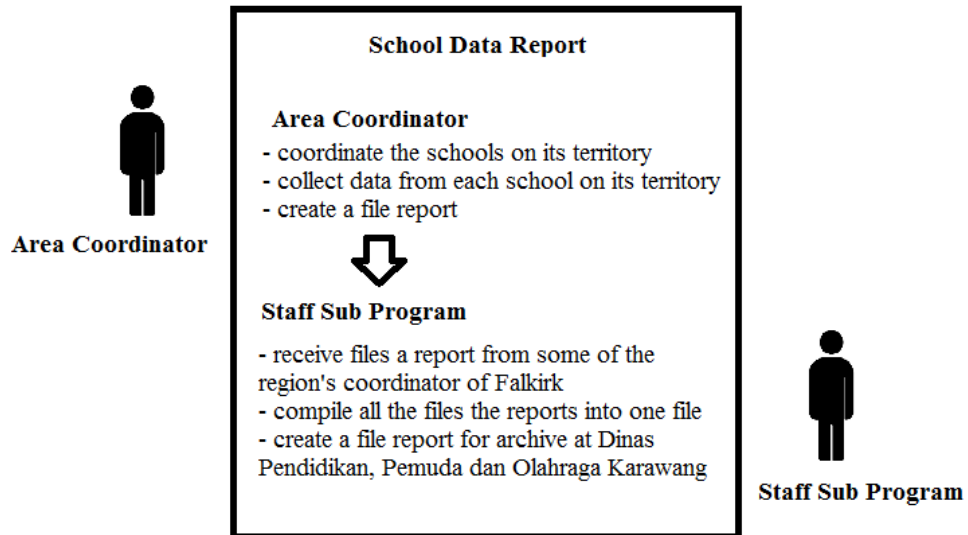 School Data Report
Area Coordinator
- coordinate the schools on its territory
- collect data from each school on its territory
- create a file report
Area Coordinator
Staff Sub Program
- receive files a report from some of the
region's coordinator of Falkirk
- compile all the files the reports into one file
- create a file report for archive at Dinas
Pendidikan, Pemuda dan Olahraga Karawang
Staff Sub Program